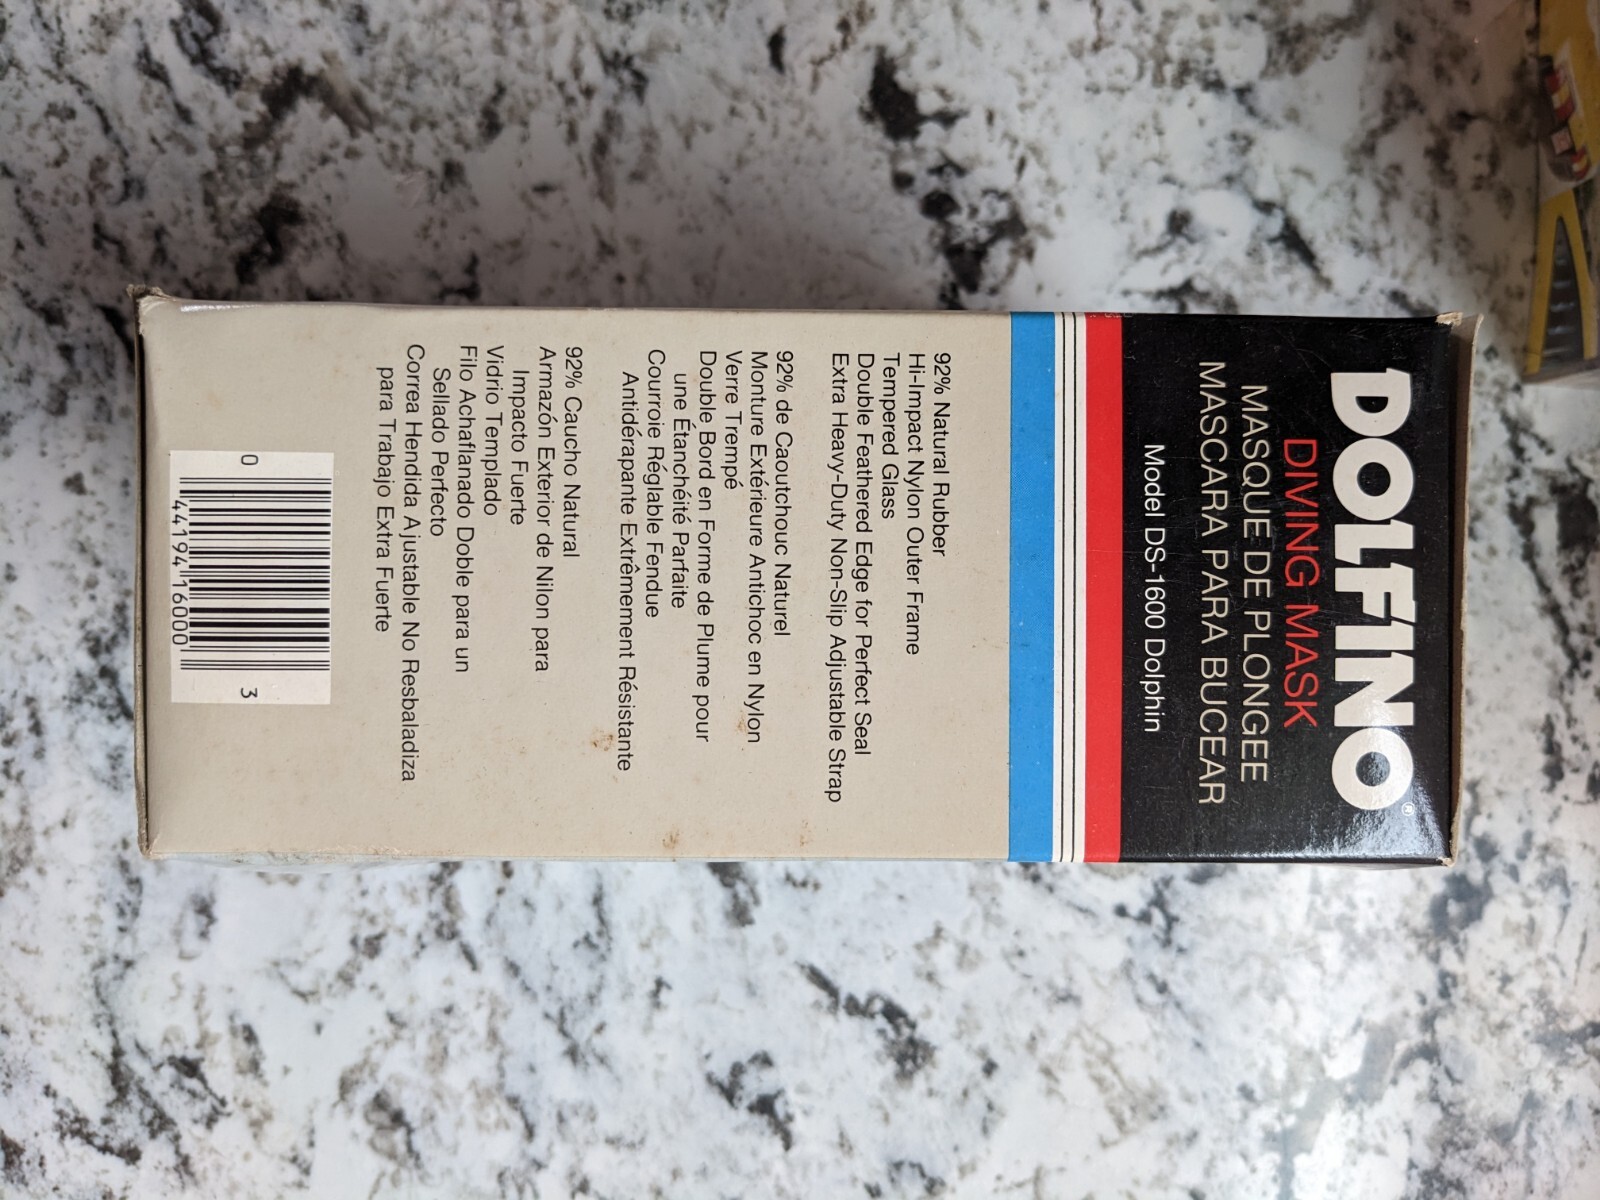 DOLFINO®
DIVING MASK
MASQUE DE PLONGEE
MASCARA PARA BUCEAR
Model DS-1600 Dolphin
92% Natural Rubber
Hi-Impact Nylon Outer Frame
Tempered Glass
Double Feathered Edge for Perfect Seal
Extra Heavy-Duty Non-Slip Adjustable Strap
92% de Caoutchouc Naturel
Monture Extérieure Antichoc en Nylon
Verre Trempé
Double Bord en Forme de Plume pour
une Étanchéité Parfaite
Courroie Réglable Fendue
Antidérapante Extrêmement Résistante
92% Caucho Natural
Armazón Exterior de Nilon para
Impacto Fuerte
Vidrio Templado
Filo Achaflanado Doble para un
Sellado Perfecto
Correa Hendida Ajustable No Resbaladiza
para Trabajo Extra Fuerte
0 44194 16000 3